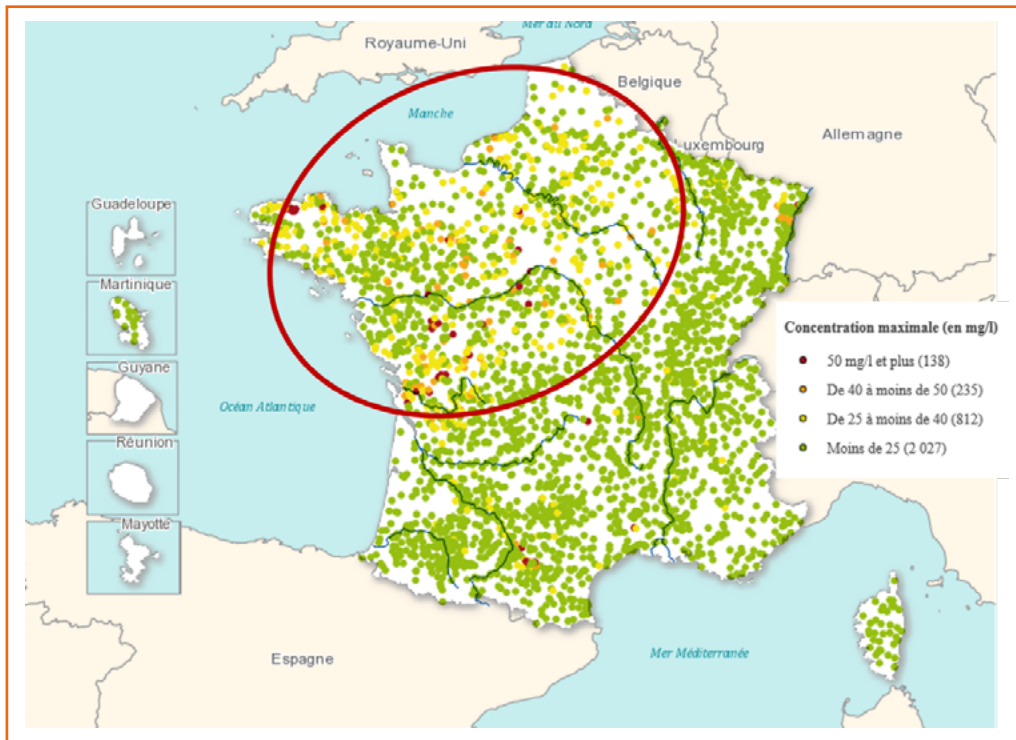 Mer du Nord
Royaume-Uni
Belgique
Manche
Allemagne
Luxembourg
Guadeloupe
Martinique
Concentration maximale (en mg/l)
50 mg/l et plus (138)
Guyane
De 40 à moins de 50 (235)
Océan Atlantique
De 25 à moins de 40 (812)
Réunion
Moins de 25 (2 027)
Mayotte
Espagne
Mer Méditerranée